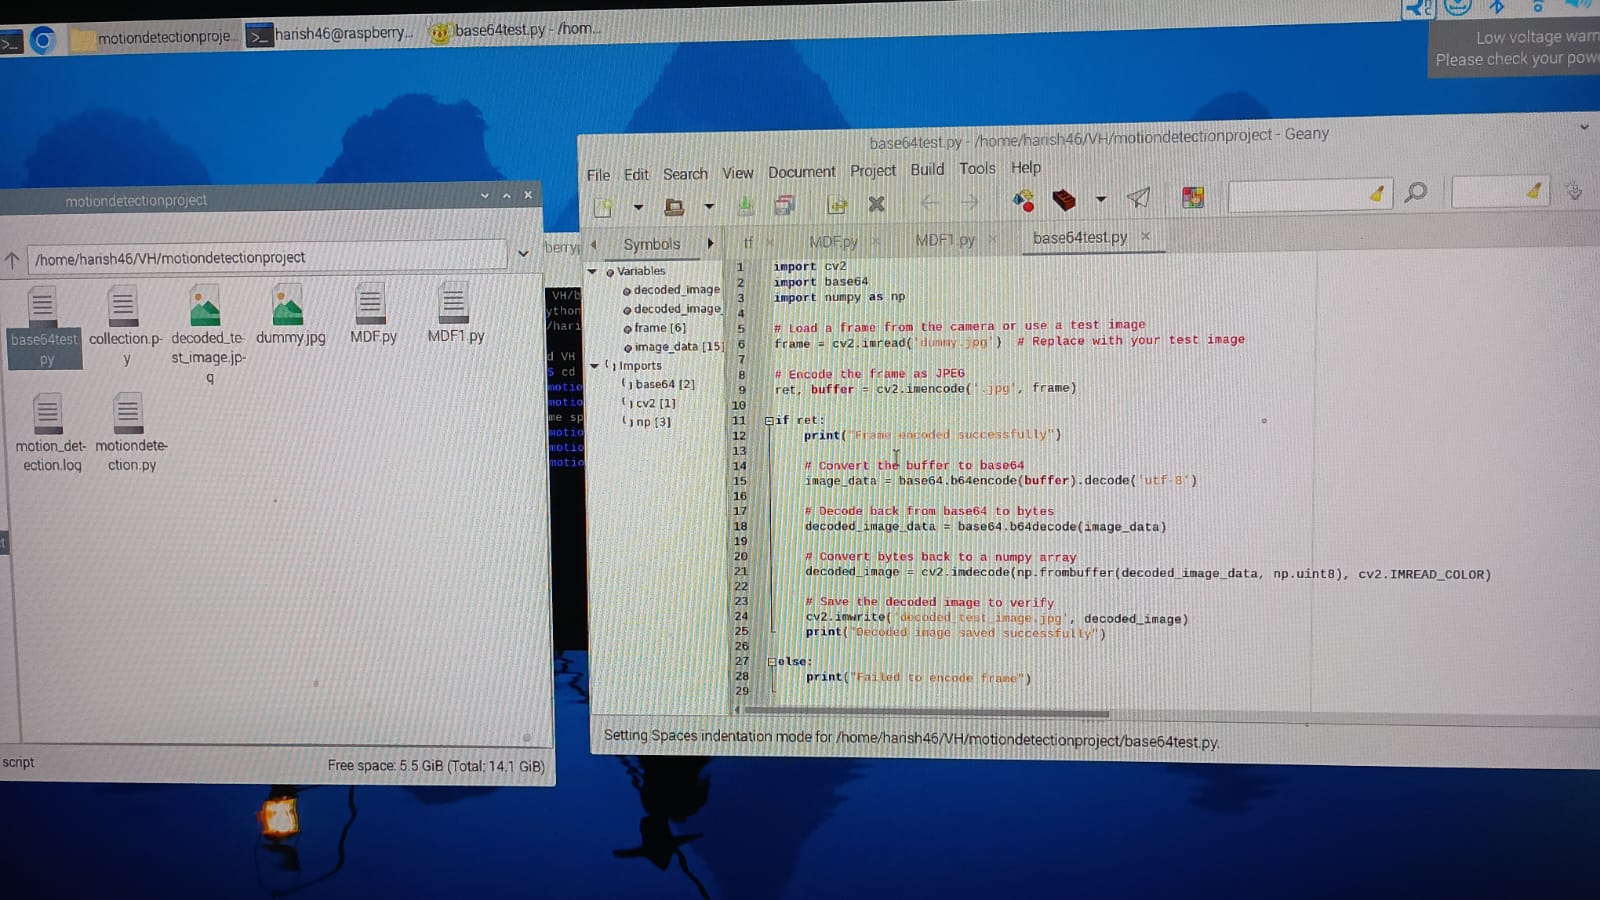 motiondetectionproje...
harish46@raspberry...
base64test.py - /hom...
Low voltage warn
Please check your powe
base64test.py - /home/harish46/VH/motiondetectionproject - Geany
File Edit Search View Document Project Build Tools Help
motiondetectionproject
/home/harish46/VH/motiondetectionproject
base64test
py
collection.p-
y
decoded_te-
st_image.jp-
g
dummy.jpg
MDF.py
MDF1.py
motion_det-
ection.log
motiondete-
ction.py
script
Free space: 5.5 GiB (Total: 14.1 GiB)
berryp
VH/b
ython
/hari
d VH
$ cd
motio
motio
me sp
motio
motio
motio
Symbols
tf
MDF.py
MDF1.py
base64test.py
Variables
decoded_image
decoded_image_
frame [6]
image_data [15]
Imports
base64 [2]
cv2 [1]
np [3]
1 import cv2
2 import base64
3 import numpy as np
4
5 # Load a frame from the camera or use a test image
6 frame = cv2.imread('dummy.jpg') # Replace with your test image
7
8 # Encode the frame as JPEG
9 ret, buffer = cv2.imencode('.jpg', frame)
10
11 if ret:
12 print("Frame encoded successfully")
13
14 # Convert the buffer to base64
15 image_data = base64.b64encode(buffer).decode('utf-8')
16
17 # Decode back from base64 to bytes
18 decoded_image_data = base64.b64decode(image_data)
19
20 # Convert bytes back to a numpy array
21 decoded_image = cv2.imdecode(np.frombuffer(decoded_image_data, np.uint8), cv2.IMREAD_COLOR)
22
23 # Save the decoded image to verify
24 cv2.imwrite('decoded_test_image.jpg', decoded_image)
25 print("Decoded image saved successfully")
26
27 else:
28 print("Failed to encode frame")
29
Setting Spaces indentation mode for /home/harish46/VH/motiondetectionproject/base64test.py.